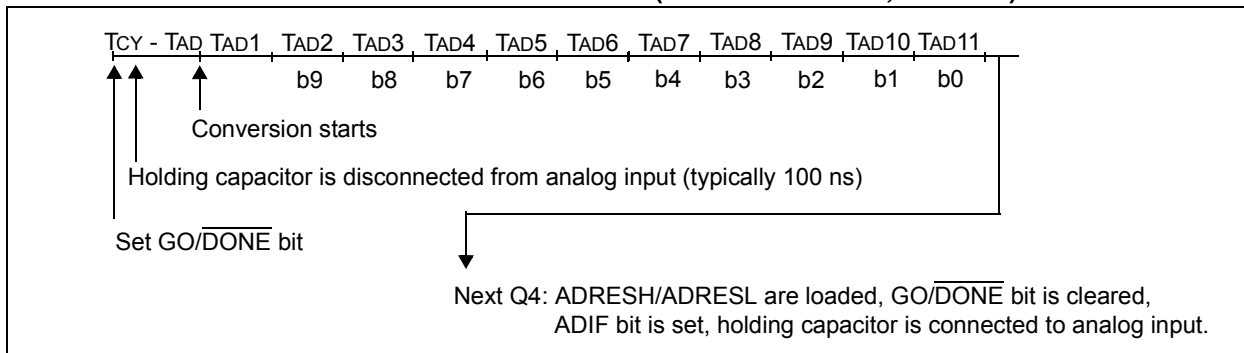 TCY - TAD TAD1 TAD2 TAD3 TAD4 TAD5 TAD6 TAD7 TAD8 TAD9 TAD10 TAD11
b9 b8 b7 b6 b5 b4 b3 b2 b1 b0
Conversion starts
Holding capacitor is disconnected from analog input (typically 100 ns)
Set GO/DONE bit
Next Q4: ADRESH/ADRESL are loaded, GO/DONE bit is cleared,
ADIF bit is set, holding capacitor is connected to analog input.